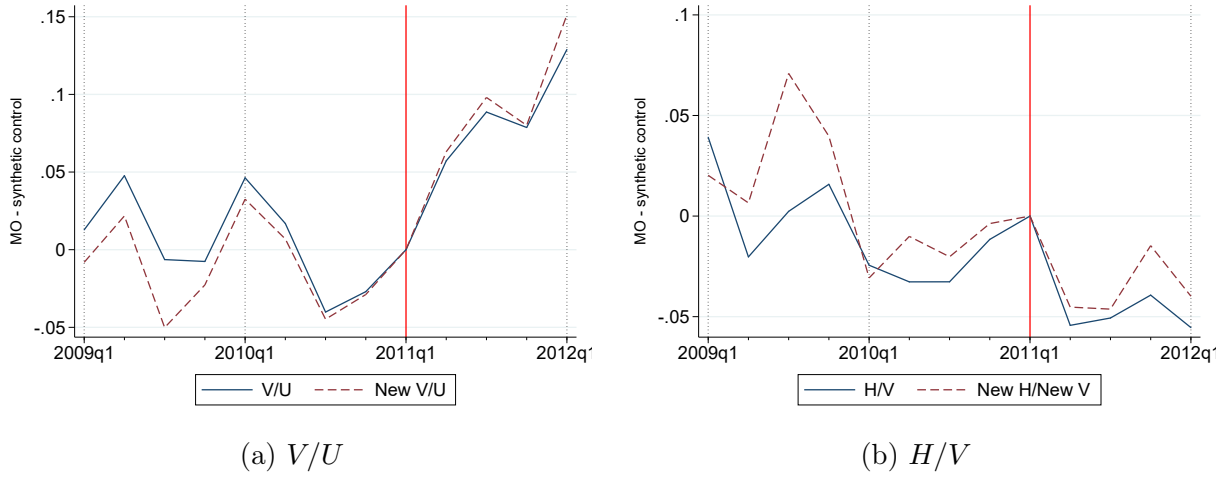 MO - synthetic control
.15
.1
.05
0
-.05
2009q1 2010q1 2011q1 2012q1
V/U New V/U
(a) V/U
MO - synthetic control
.1
.05
0
-.05
2009q1 2010q1 2011q1 2012q1
H/V New H/New V
(b) H/V